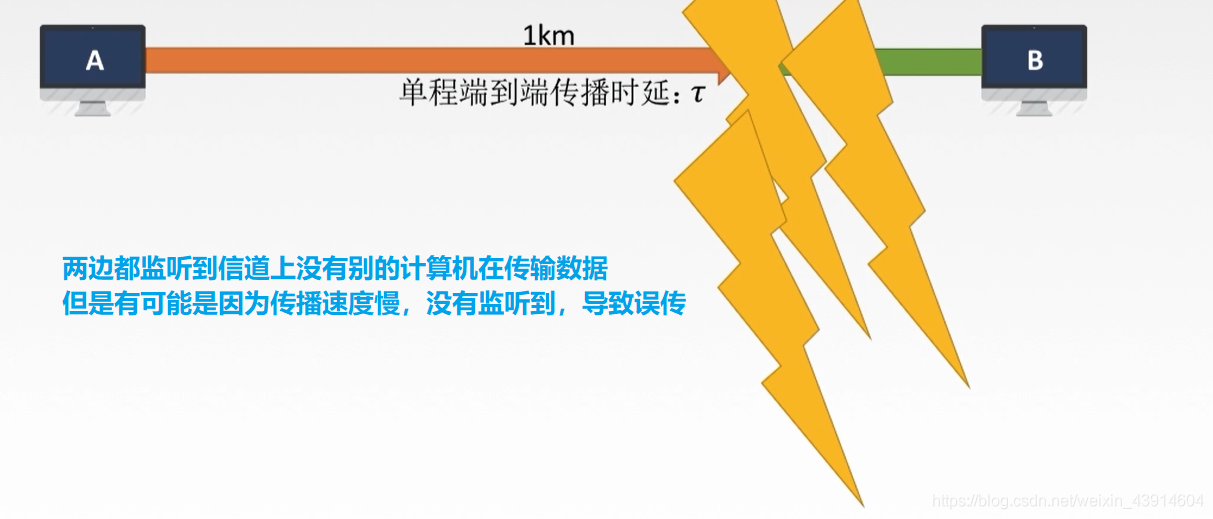 1km
A
B
单程端到端传播时延：τ
两边都监听到信道上没有别的计算机在传输数据
但是有可能是因为传播速度慢，没有监听到，导致误传
https://blog.csdn.net/weixin_43914604